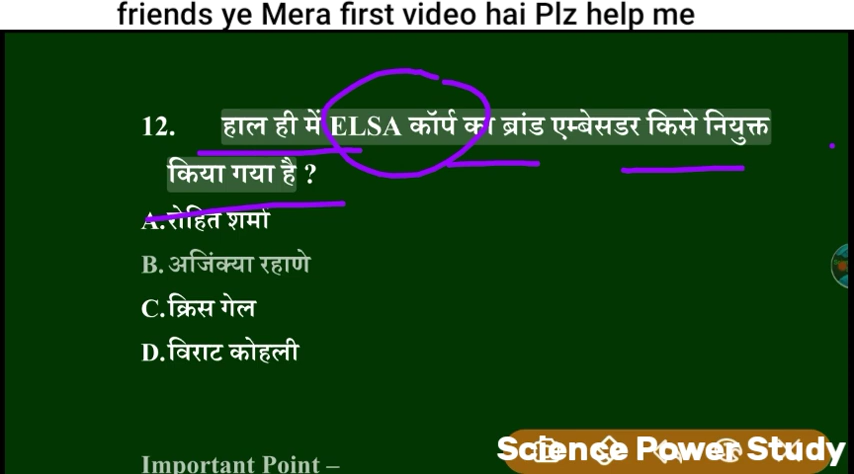 friends ye Mera first video hai Plz help me
12. हाल ही में ELSA कॉर्प का ब्रांड एम्बेसडर किसे नियुक्त
किया गया है ?
A.रोहित शर्मा
B. अजिंक्या रहाणे
C.क्रिस गेल
D.विराट कोहली
Important Point –
Science Power Study